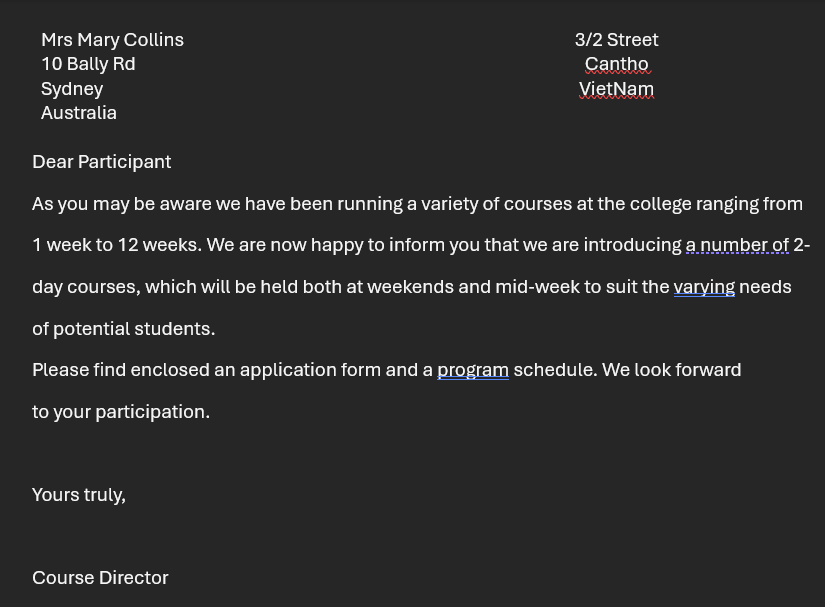 Mrs Mary Collins
10 Bally Rd
Sydney
Australia
3/2 Street
Cantho
VietNam
Dear Participant
As you may be aware we have been running a variety of courses at the college ranging from
1 week to 12 weeks. We are now happy to inform you that we are introducing a number of 2-
day courses, which will be held both at weekends and mid-week to suit the varying needs
of potential students.
Please find enclosed an application form and a program schedule. We look forward
to your participation.
Yours truly,
Course Director